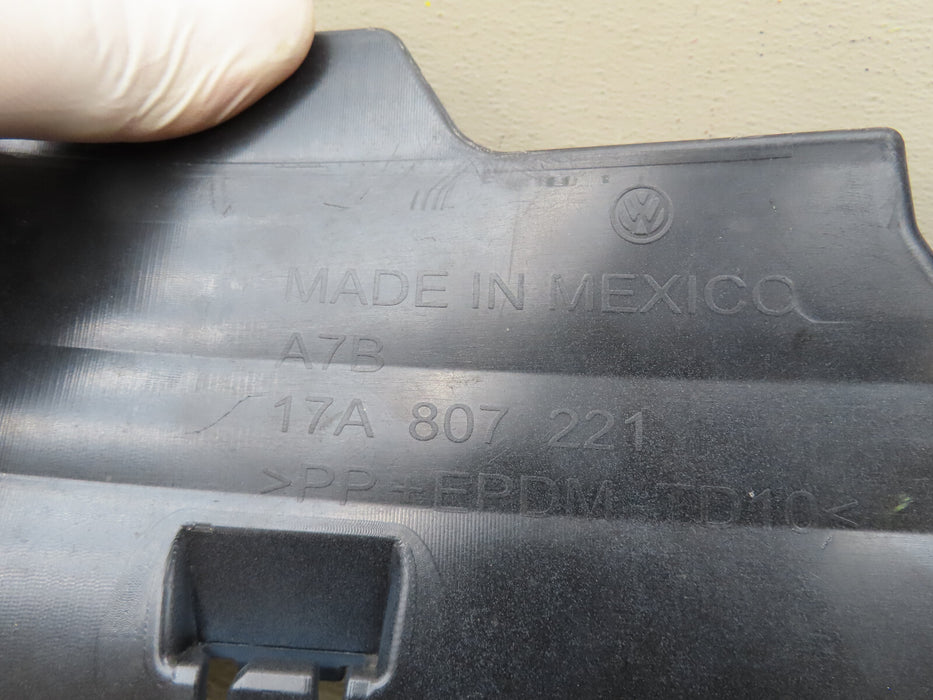 MADE IN MEXICO
A7B
17A 807 221
>PP+EPDM TD10<